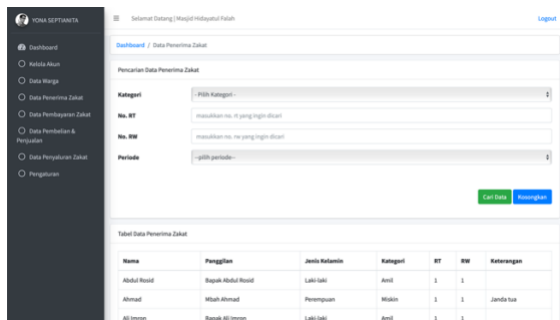 YONA SEPTIANITA
Selamat Datang | Masjid Hidayatul Falah
Logout
Dashboard
Kelola Akun
Data Warga
Data Penerima Zakat
Data Pembayaran Zakat
Data Pembelian &
Penjualan
Data Penyaluran Zakat
Pengaturan
Dashboard / Data Penerima Zakat
Pencarian Data Penerima Zakat
Kategori
- Pilih Kategori -
No. RT
masukkan no. rt yang ingin dicari
No. RW
masukkan no. rw yang ingin dicari
Periode
--pilih periode--
Cari Data Kosongkan
Tabel Data Penerima Zakat
Nama Panggilan Jenis Kelamin Kategori RT RW Keterangan
Abdul Rosid Bapak Abdul Rosid Laki-laki Amil 1 1
Ahmad Mbah Ahmad Perempuan Miskin 1 1 Janda tua
Ali Imron Bapak Ali Imron Laki-laki Amil 1 1